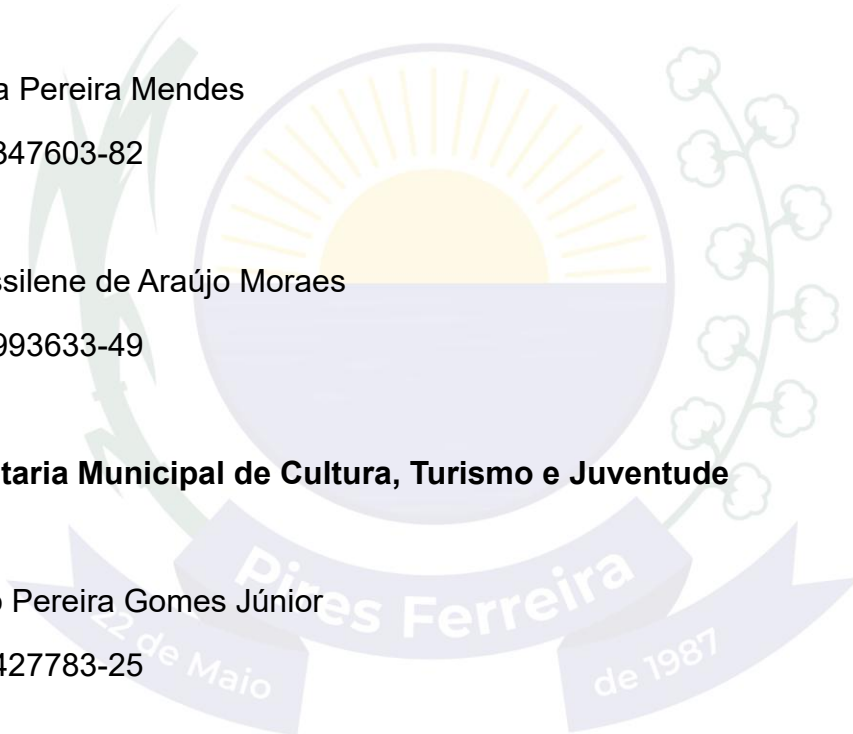 a Pereira Mendes
847603-82
ssilene de Araújo Moraes
993633-49
taria Municipal de Cultura, Turismo e Juventude
o Pereira Gomes Júnior
427783-25
Pires Ferreira
22 de Maio
de 1987